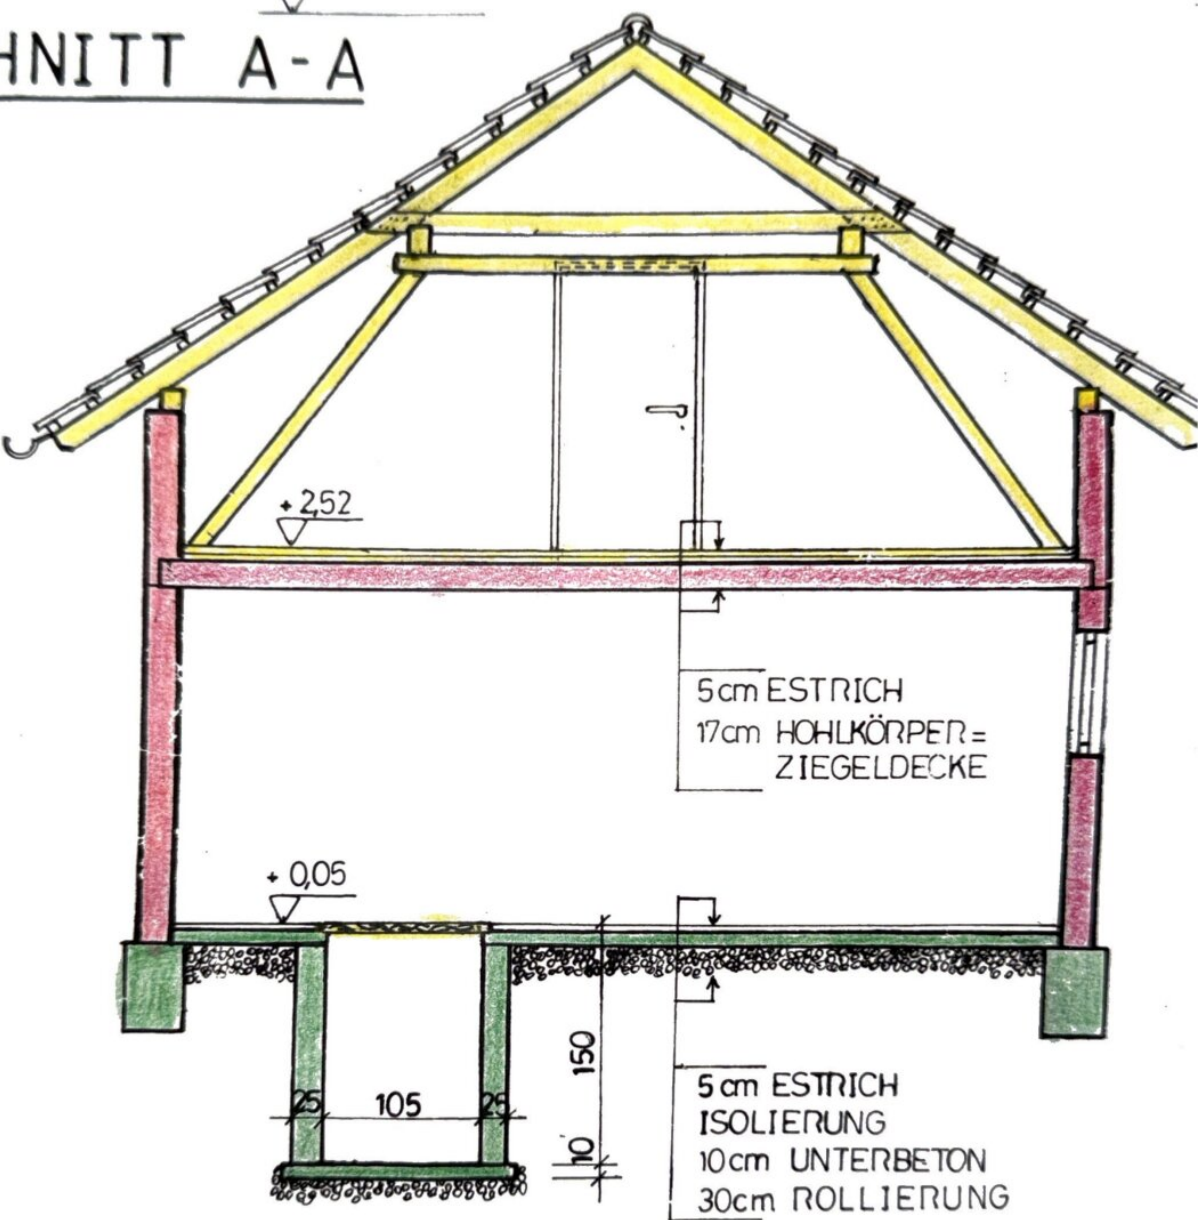 HNITT A-A
+ 2,52
5cm ESTRICH
17cm HOHLKÖRPER=
ZIEGELDECKE
+ 0,05
150
25 105 25
10
5cm ESTRICH
ISOLIERUNG
10cm UNTERBETON
30cm ROLLIERUNG